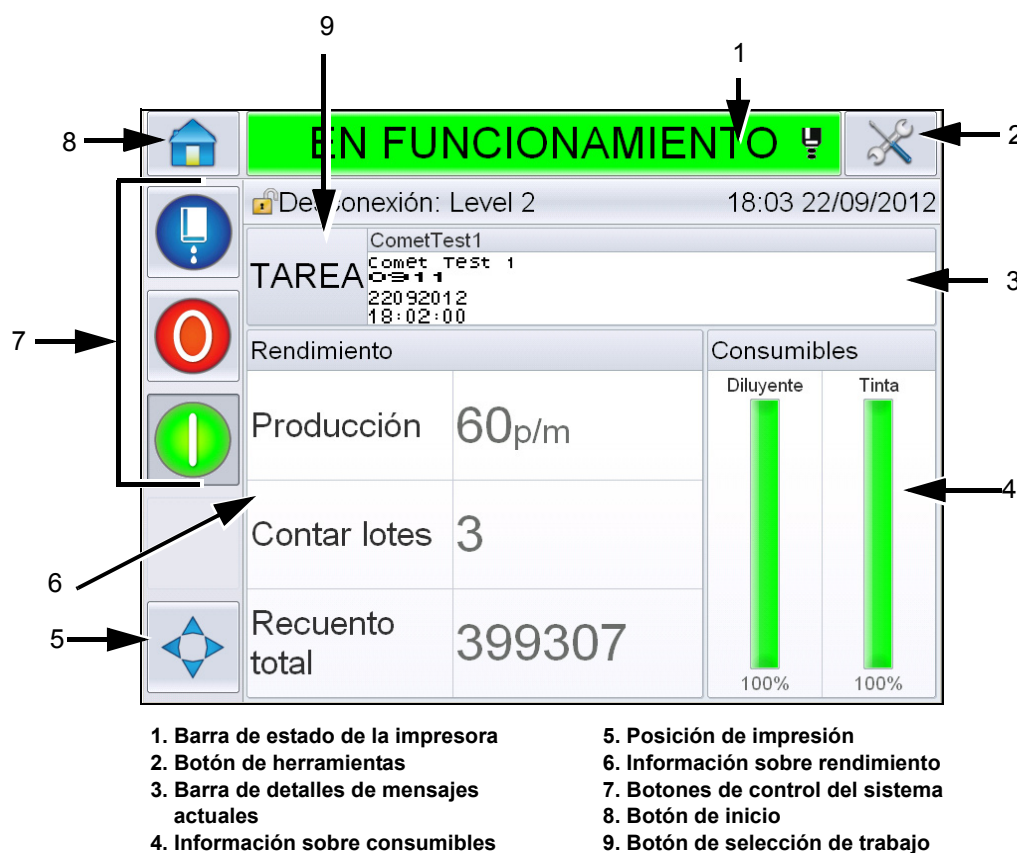 9
1
8
EN FUNCIONAMIENTO
2
Desconexión: Level 2
18:03 22/09/2012
7
TAREA
CometTest1
Comet Test 1
0911
22092012
18:02:00
3
Rendimiento
Consumibles
Diluyente
Tinta
Producción
60p/m
4
Contar lotes
3
6
5
Recuento
total
399307
100%
100%
1. Barra de estado de la impresora
2. Botón de herramientas
3. Barra de detalles de mensajes
actuales
4. Información sobre consumibles
5. Posición de impresión
6. Información sobre rendimiento
7. Botones de control del sistema
8. Botón de inicio
9. Botón de selección de trabajo